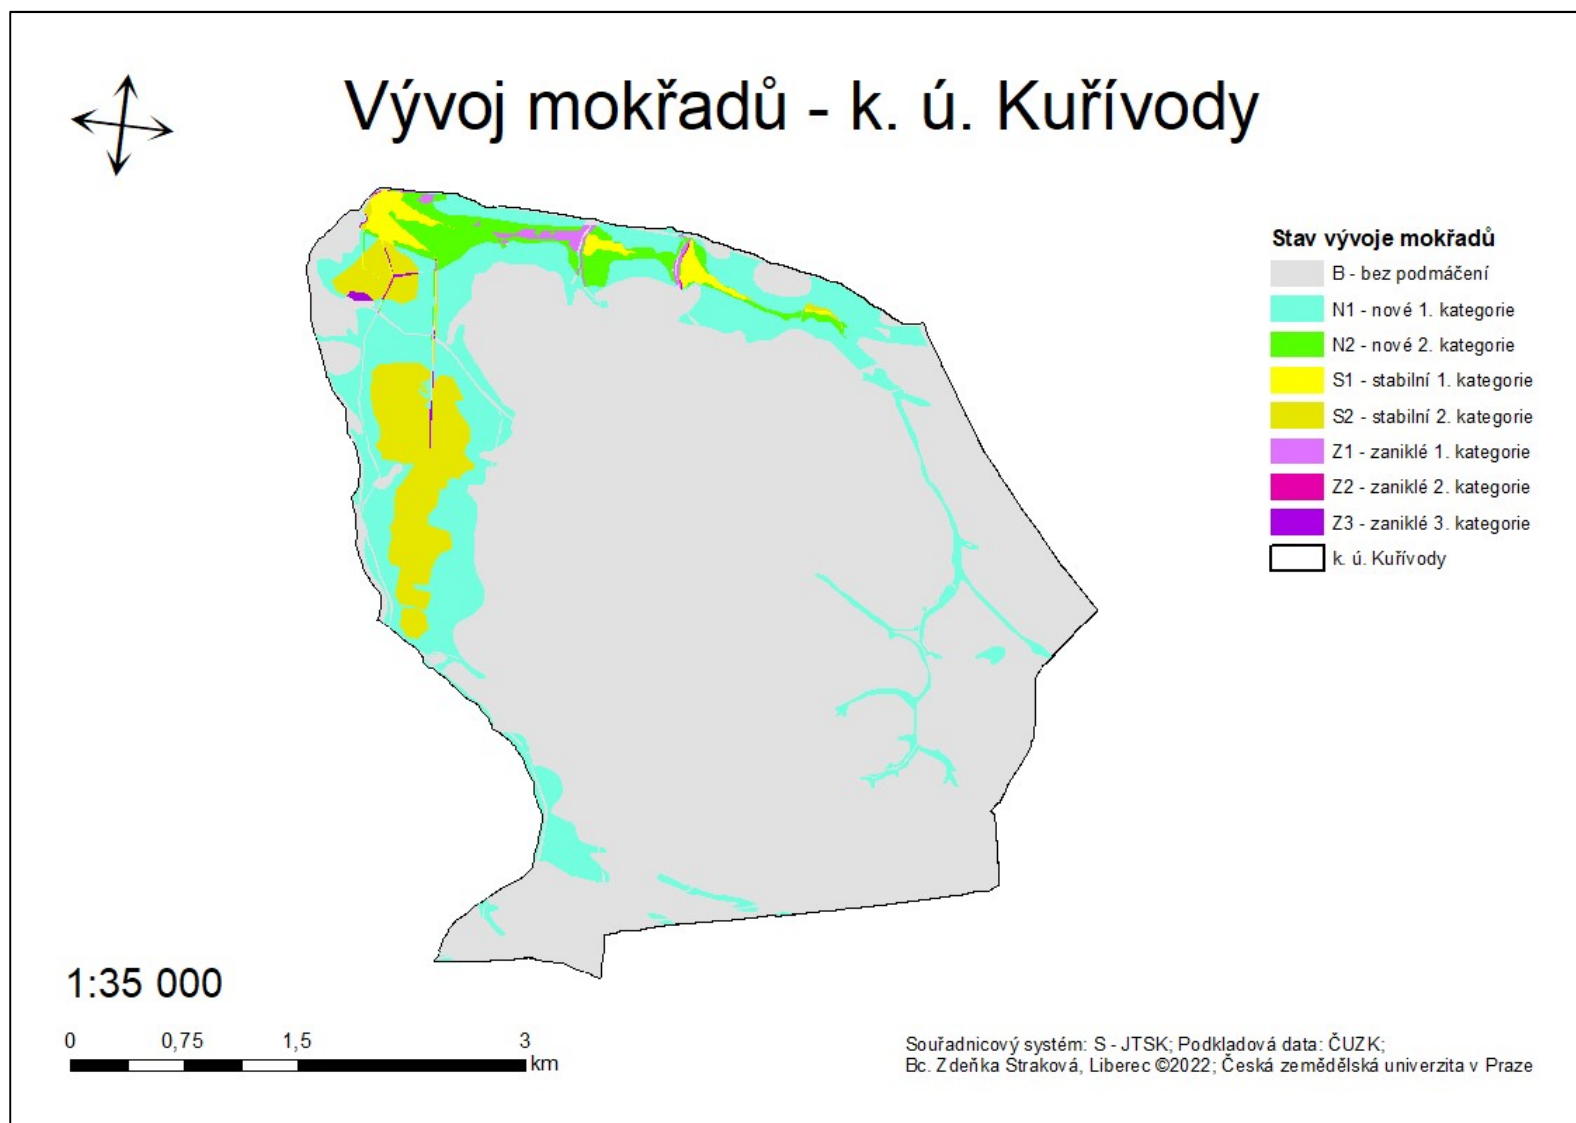 Vývoj mokřadů - k. ú. Kuřívody
Stav vývoje mokřadů
B - bez podmáčení
N1 - nové 1. kategorie
N2 - nové 2. kategorie
S1 - stabilní 1. kategorie
S2 - stabilní 2. kategorie
Z1 - zaniklé 1. kategorie
Z2 - zaniklé 2. kategorie
Z3 - zaniklé 3. kategorie
k. ú. Kuřívody
1:35 000
0 0,75 1,5 3
km
Souřadnicový systém: S - JTSK; Podkladová data: ČUZK;
Bc. Zdeňka Straková, Liberec ©2022; Česká zemědělská univerzita v Praze